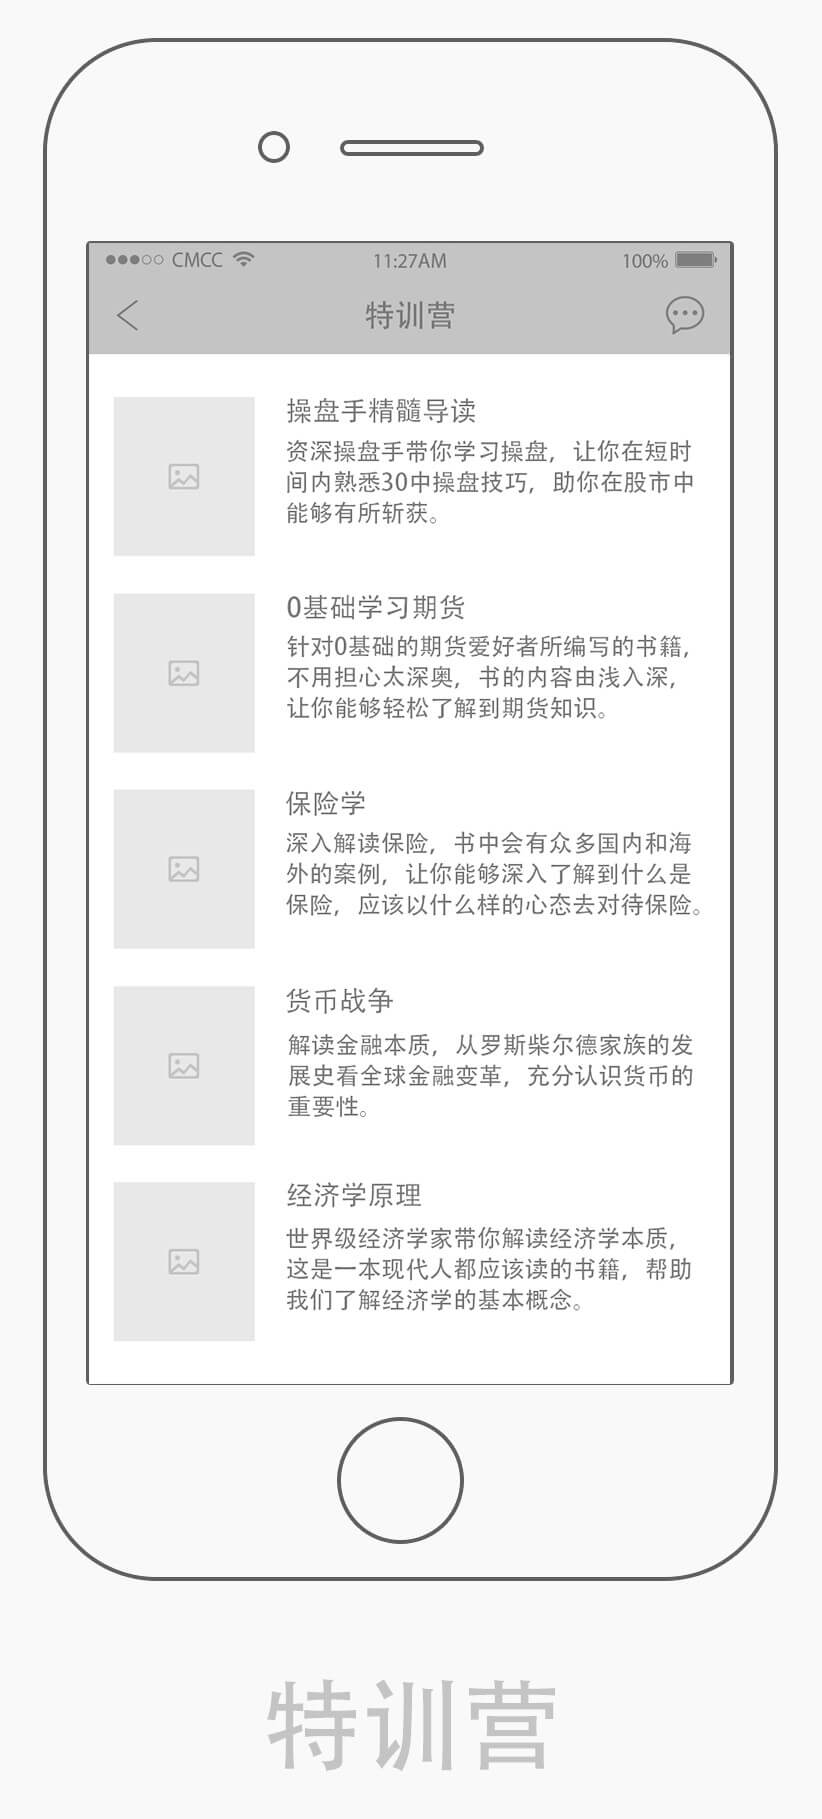 CMCC 11:27AM 100%
特训营
操盘手精髓导读
资深操盘手带你学习操盘，让你在短时
间内熟悉30中操盘技巧，助你在股市中
能够有所斩获。
0基础学习期货
针对0基础的期货爱好者所编写的书籍，
不用担心太深奥，书的内容由浅入深，
让你能够轻松了解到期货知识。
保险学
深入解读保险，书中会有众多国内和海
外的案例，让你能够深入了解到什么是
保险，应该以什么样的心态去对待保险。
货币战争
解读金融本质，从罗斯柴尔德家族的发
展史看全球金融变革，充分认识货币的
重要性。
经济学原理
世界级经济学家带你解读经济学本质，
这是一本现代人都应该读的书籍，帮助
我们了解经济学的基本概念。
特训营